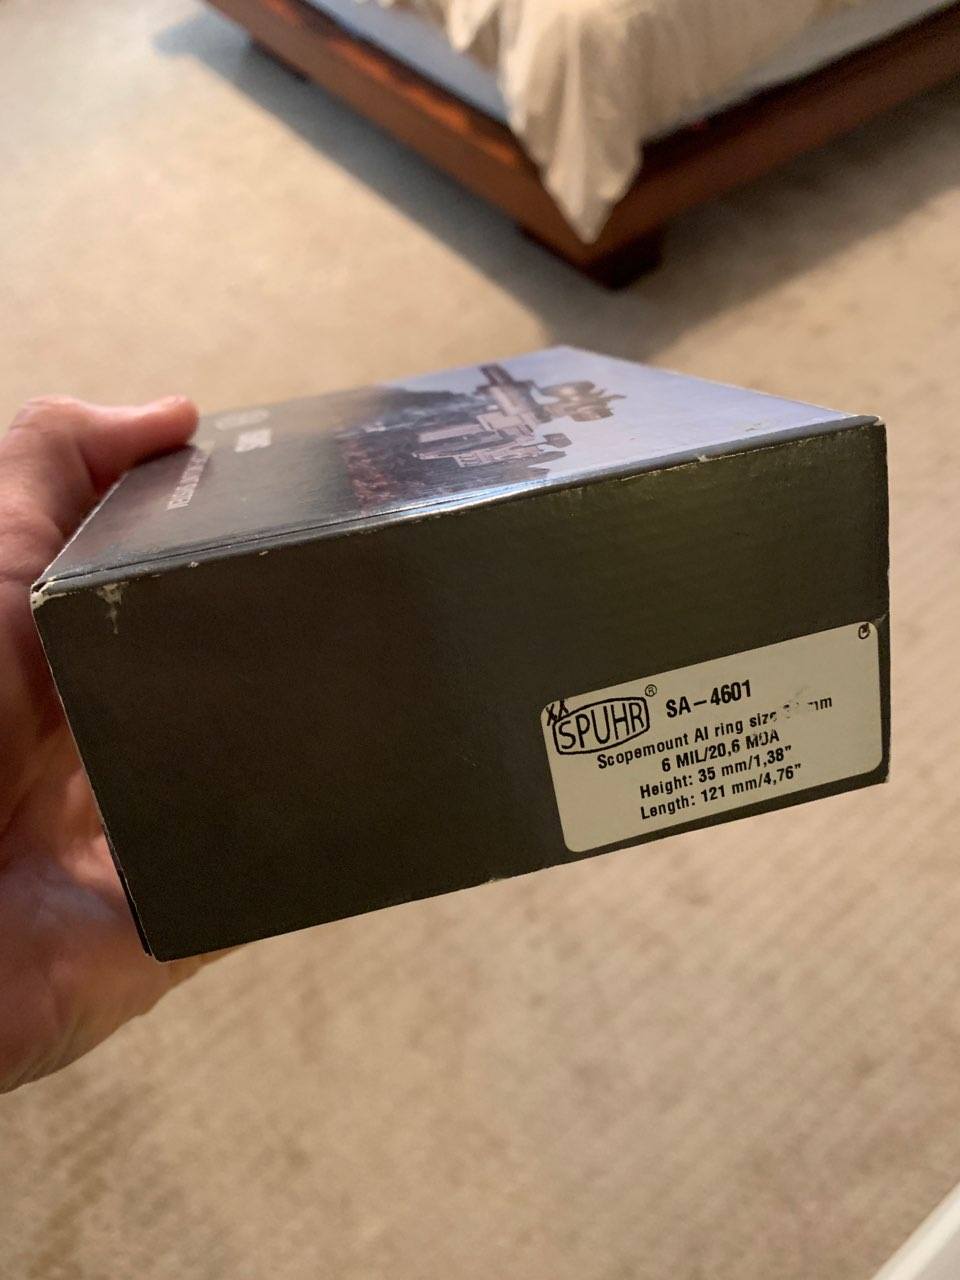 SPUHR® SA-4601
Scopemount AI ring size mm
6 MIL/20,6 MOA
Height: 35 mm/1,38"
Length: 121 mm/4,76"